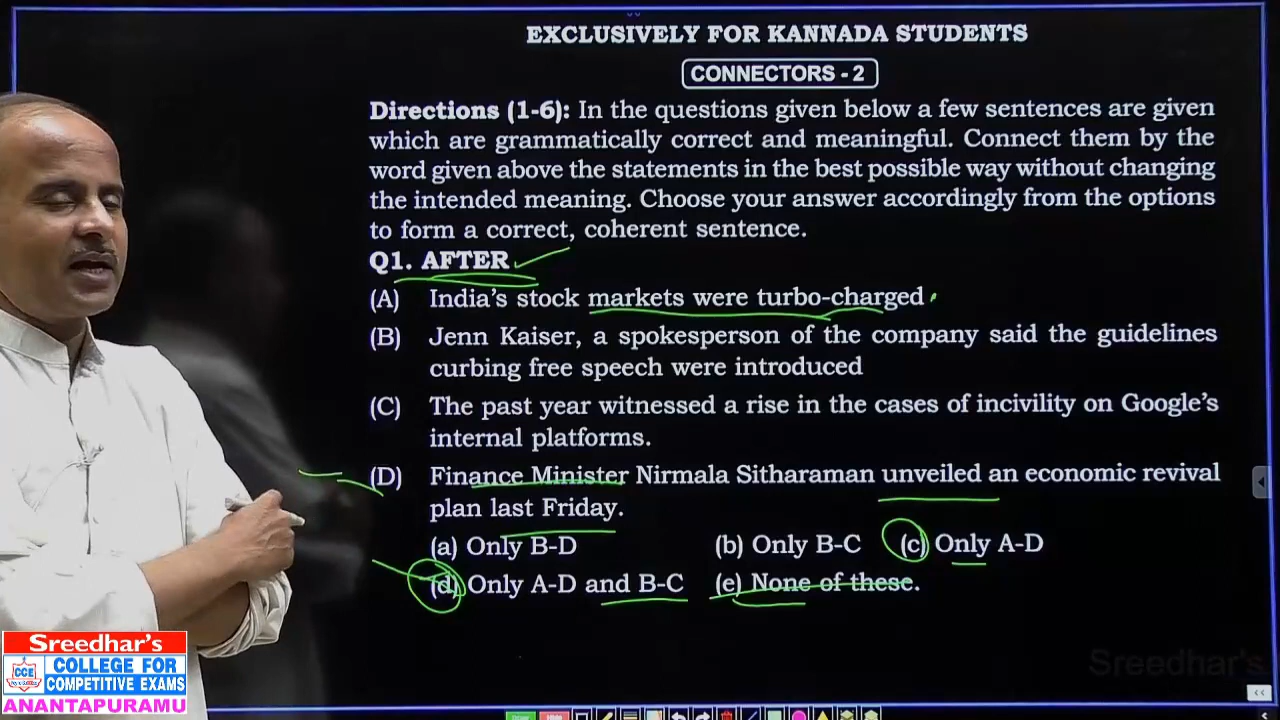 EXCLUSIVELY FOR KANNADA STUDENTS
CONNECTORS - 2
Directions (1-6): In the questions given below a few sentences are given
which are grammatically correct and meaningful. Connect them by the
word given above the statements in the best possible way without changing
the intended meaning. Choose your answer accordingly from the options
to form a correct, coherent sentence.
Q1. AFTER
(A) India's stock markets were turbo-charged
(B) Jenn Kaiser, a spokesperson of the company said the guidelines
curbing free speech were introduced
(C) The past year witnessed a rise in the cases of incivility on Google's
internal platforms.
(D) Finance Minister Nirmala Sitharaman unveiled an economic revival
plan last Friday.
(a) Only B-D (b) Only B-C (c) Only A-D
(d) Only A-D and B-C (e) None of these.
Sreedhar's
Sreedhar's
CCE
COLLEGE FOR
COMPETITIVE EXAMS
ANANTAPURAMU